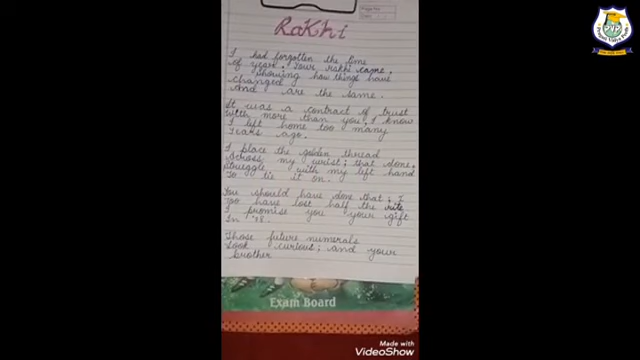 Rakhi
I had forgotten the time
of year. Your rakhi came.
showing how things have
changed
And are the same.
It was a contract of trust
With more than you. I know
I left home too many
Years ago.
I place the golden thread
Across my wrist; that done.
struggle with my left hand
To tie it on.
You should have done that; I
Too have lost half the rite
I promise you your gift
In '98.
Those future numerals
Look curious; and your
brother
Exam Board
Made with
VideoShow